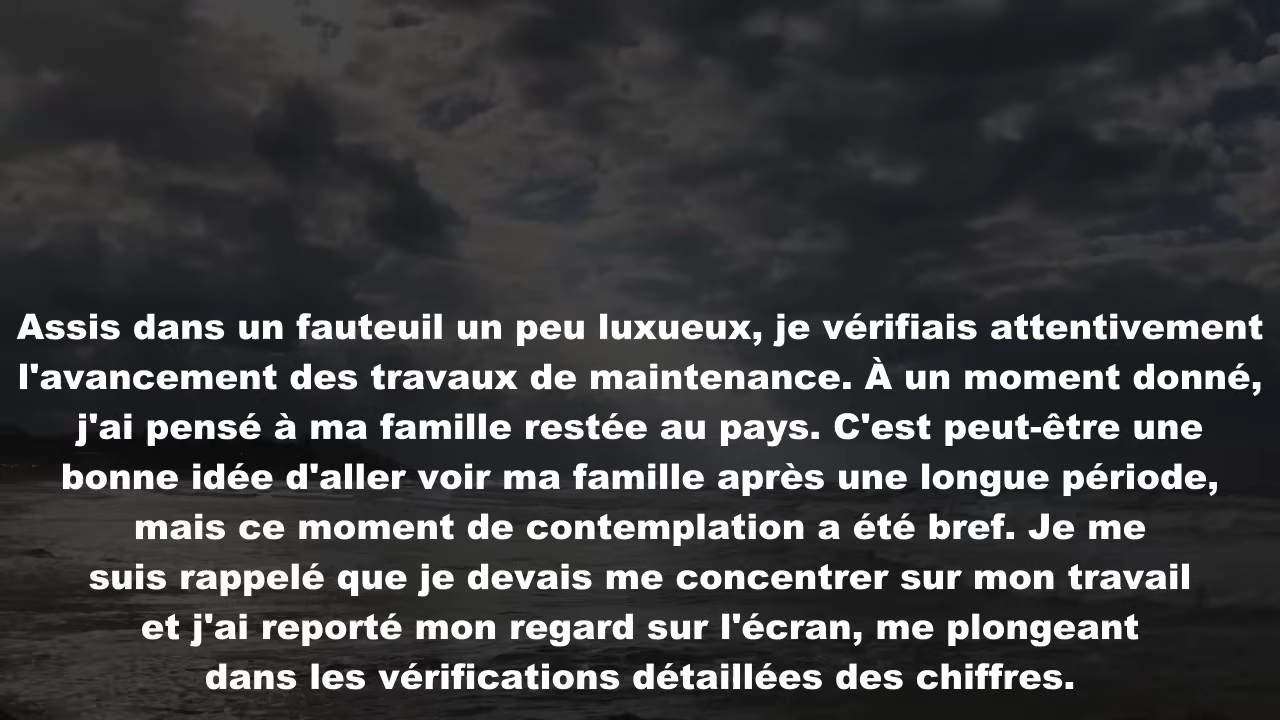 Assis dans un fauteuil un peu luxueux, je vérifiais attentivement
l'avancement des travaux de maintenance. À un moment donné,
j'ai pensé à ma famille restée au pays. C'est peut-être une
bonne idée d'aller voir ma famille après une longue période,
mais ce moment de contemplation a été bref. Je me
suis rappelé que je devais me concentrer sur mon travail
et j'ai reporté mon regard sur l'écran, me plongeant
dans les vérifications détaillées des chiffres.